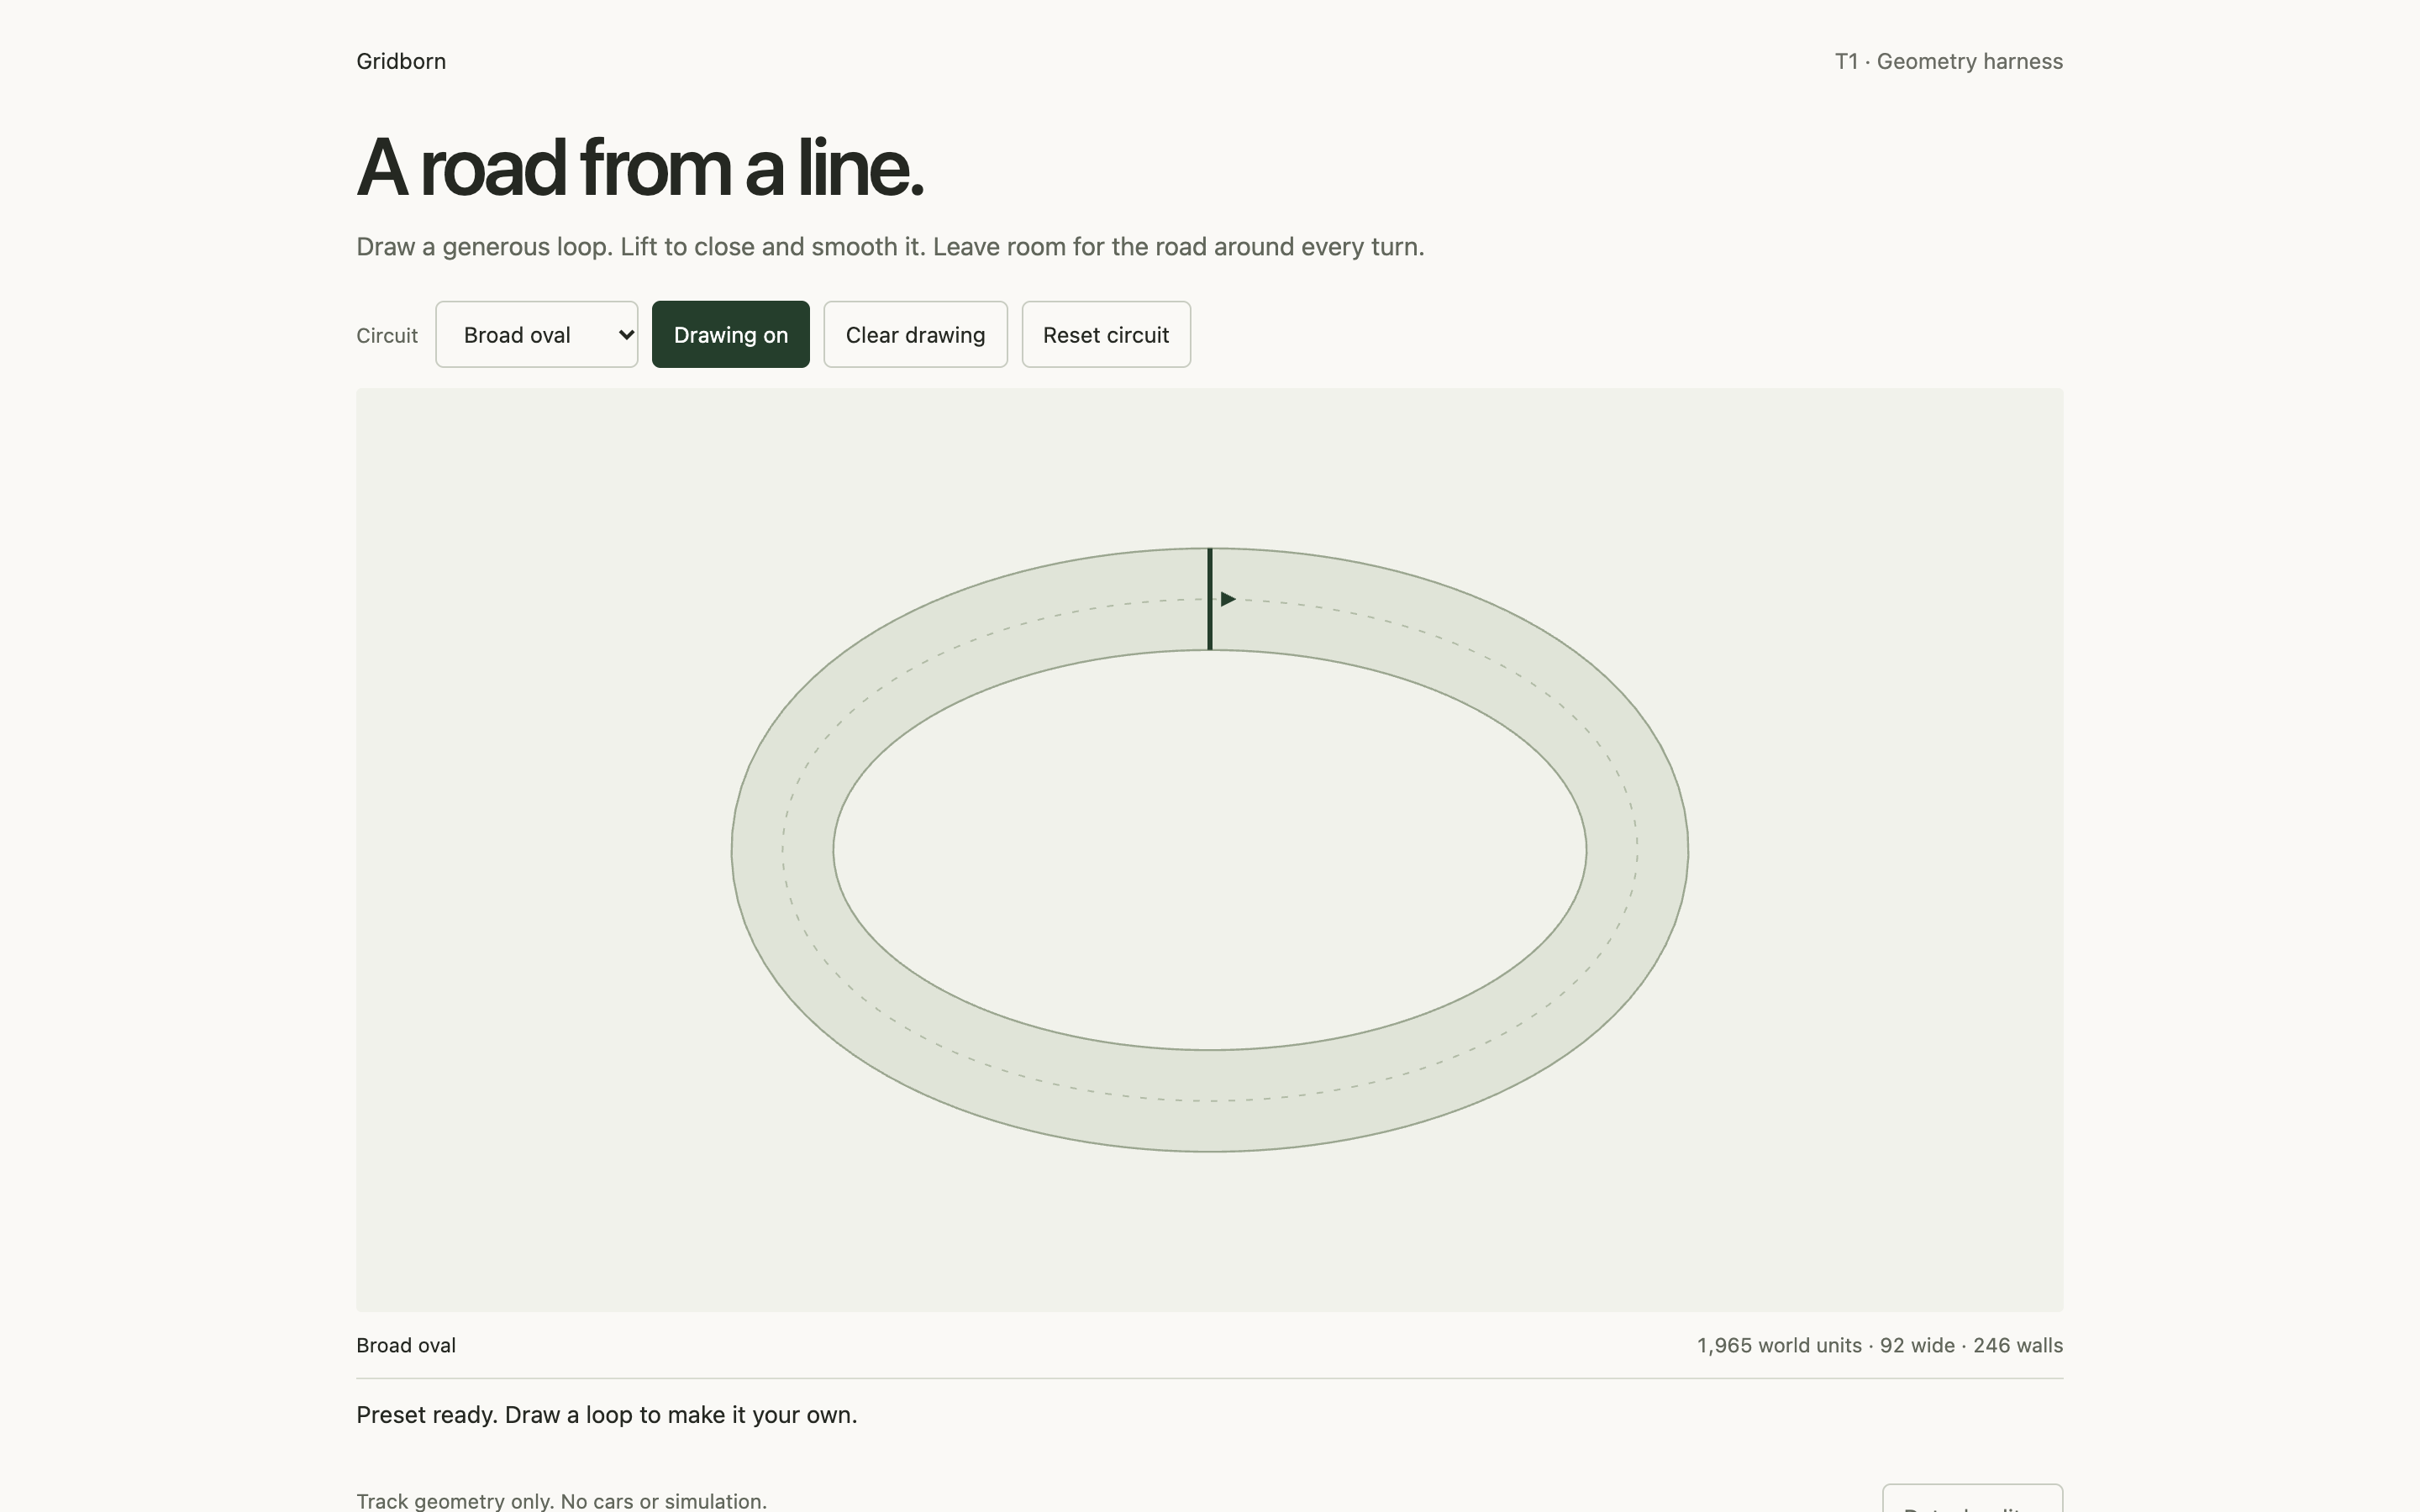 Gridborn
T1 · Geometry harness
A road from a line.
Draw a generous loop. Lift to close and smooth it. Leave room for the road around every turn.
Circuit
Broad oval
Drawing on
Clear drawing
Reset circuit
Broad oval
1,965 world units · 92 wide · 246 walls
Preset ready. Draw a loop to make it your own.
Track geometry only. No cars or simulation.